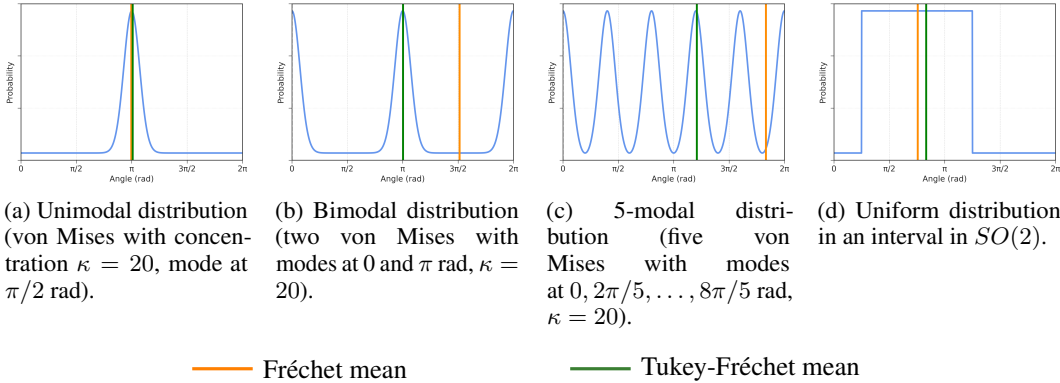 Probability
0 π/2 π 3π/2 2π
Angle (rad)
Probability
0 π/2 π 3π/2 2π
Angle (rad)
Probability
0 π/2 π 3π/2 2π
Angle (rad)
Probability
0 π/2 π 3π/2 2π
Angle (rad)
(a) Unimodal distribution
(von Mises with concen-
tration κ = 20, mode at
π/2 rad).
(b) Bimodal distribution
(two von Mises with
modes at 0 and π rad, κ =
20).
(c) 5-modal distri-
bution (five von
Mises with modes
at 0, 2π/5, . . . , 8π/5 rad,
κ = 20).
(d) Uniform distribution
in an interval in SO(2).
Fréchet mean
Tukey-Fréchet mean